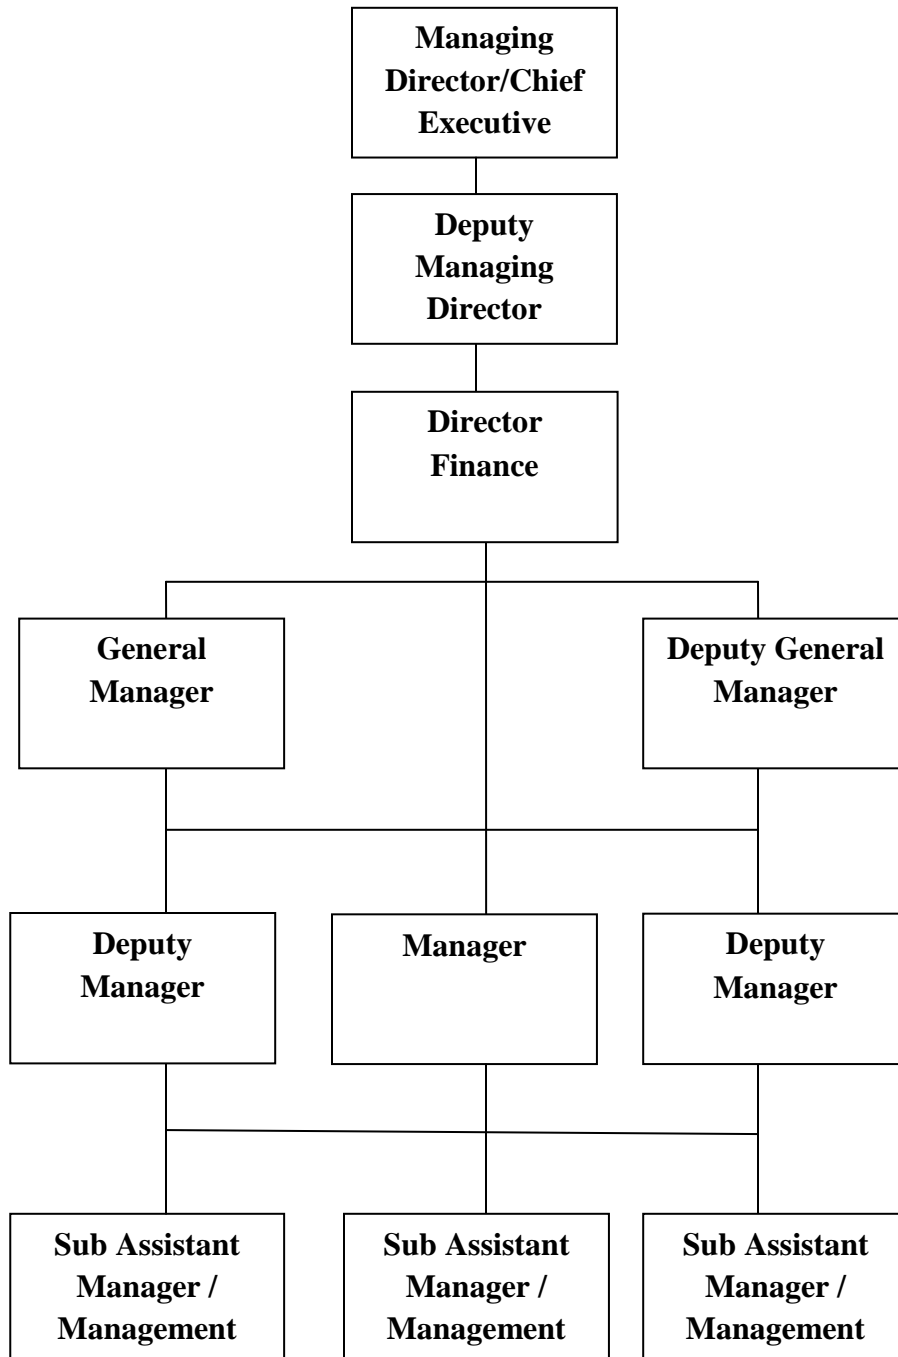 Managing
Director/Chief
Executive
Deputy
Managing
Director
Director
Finance
General
Manager
Deputy General
Manager
Deputy
Manager
Manager
Deputy
Manager
Sub Assistant
Manager /
Management
Sub Assistant
Manager /
Management
Sub Assistant
Manager /
Management